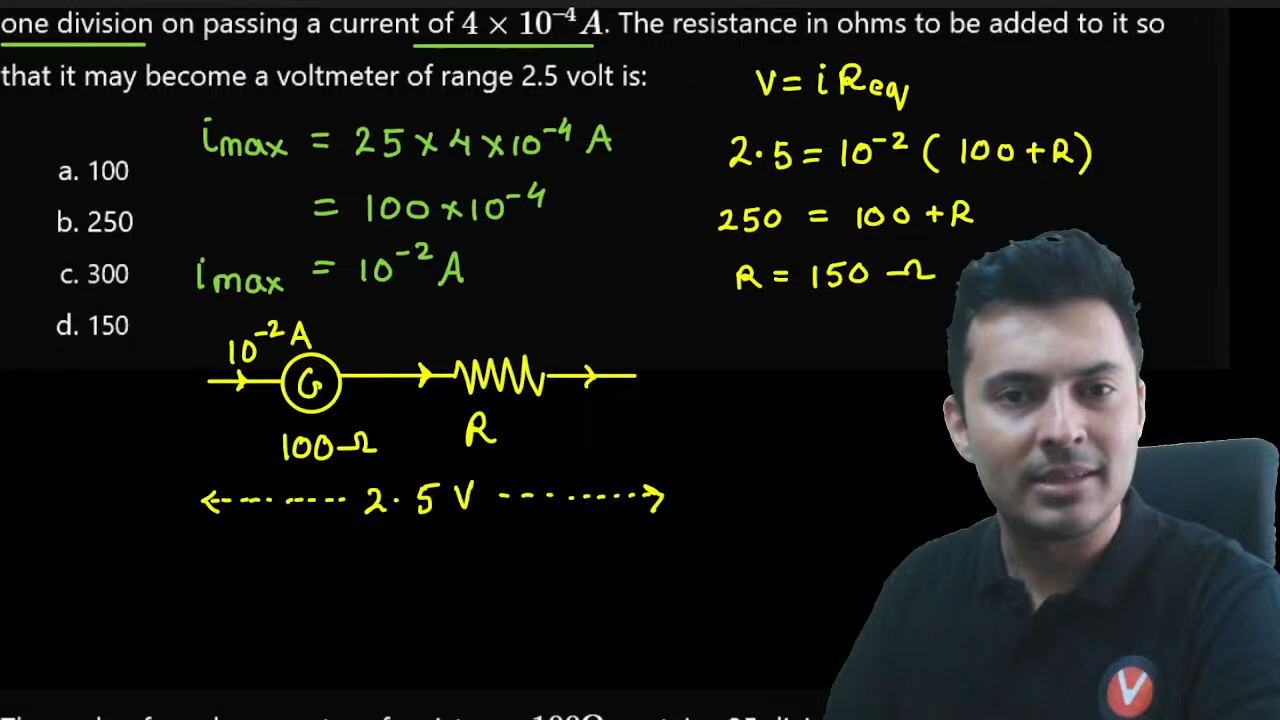 one division on passing a current of 4 × 10⁻⁴ A. The resistance in ohms to be added to it so
that it may become a voltmeter of range 2.5 volt is:
a. 100
b. 250
c. 300
d. 150
imax = 25 × 4 × 10⁻⁴ A
= 100 × 10⁻⁴
imax = 10⁻² A
V = i Req
2.5 = 10⁻² ( 100 + R )
250 = 100 + R
R = 150 Ω
10⁻² A
G
100 Ω
R
2.5 V
V